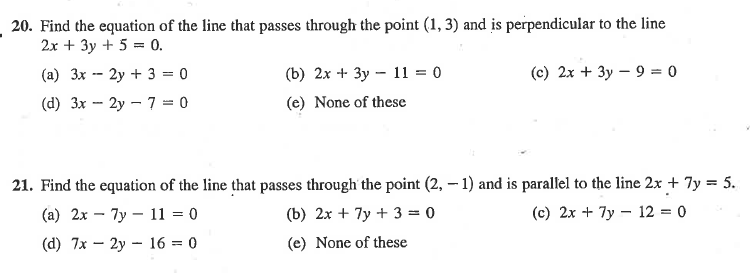 20. Find the equation of the line that passes through the point (1, 3) and is perpendicular to the line
2x + 3y + 5 = 0.
(a) 3x − 2y + 3 = 0 (b) 2x + 3y − 11 = 0 (c) 2x + 3y − 9 = 0
(d) 3x − 2y − 7 = 0 (e) None of these
21. Find the equation of the line that passes through the point (2, −1) and is parallel to the line 2x + 7y = 5.
(a) 2x − 7y − 11 = 0 (b) 2x + 7y + 3 = 0 (c) 2x + 7y − 12 = 0
(d) 7x − 2y − 16 = 0 (e) None of these